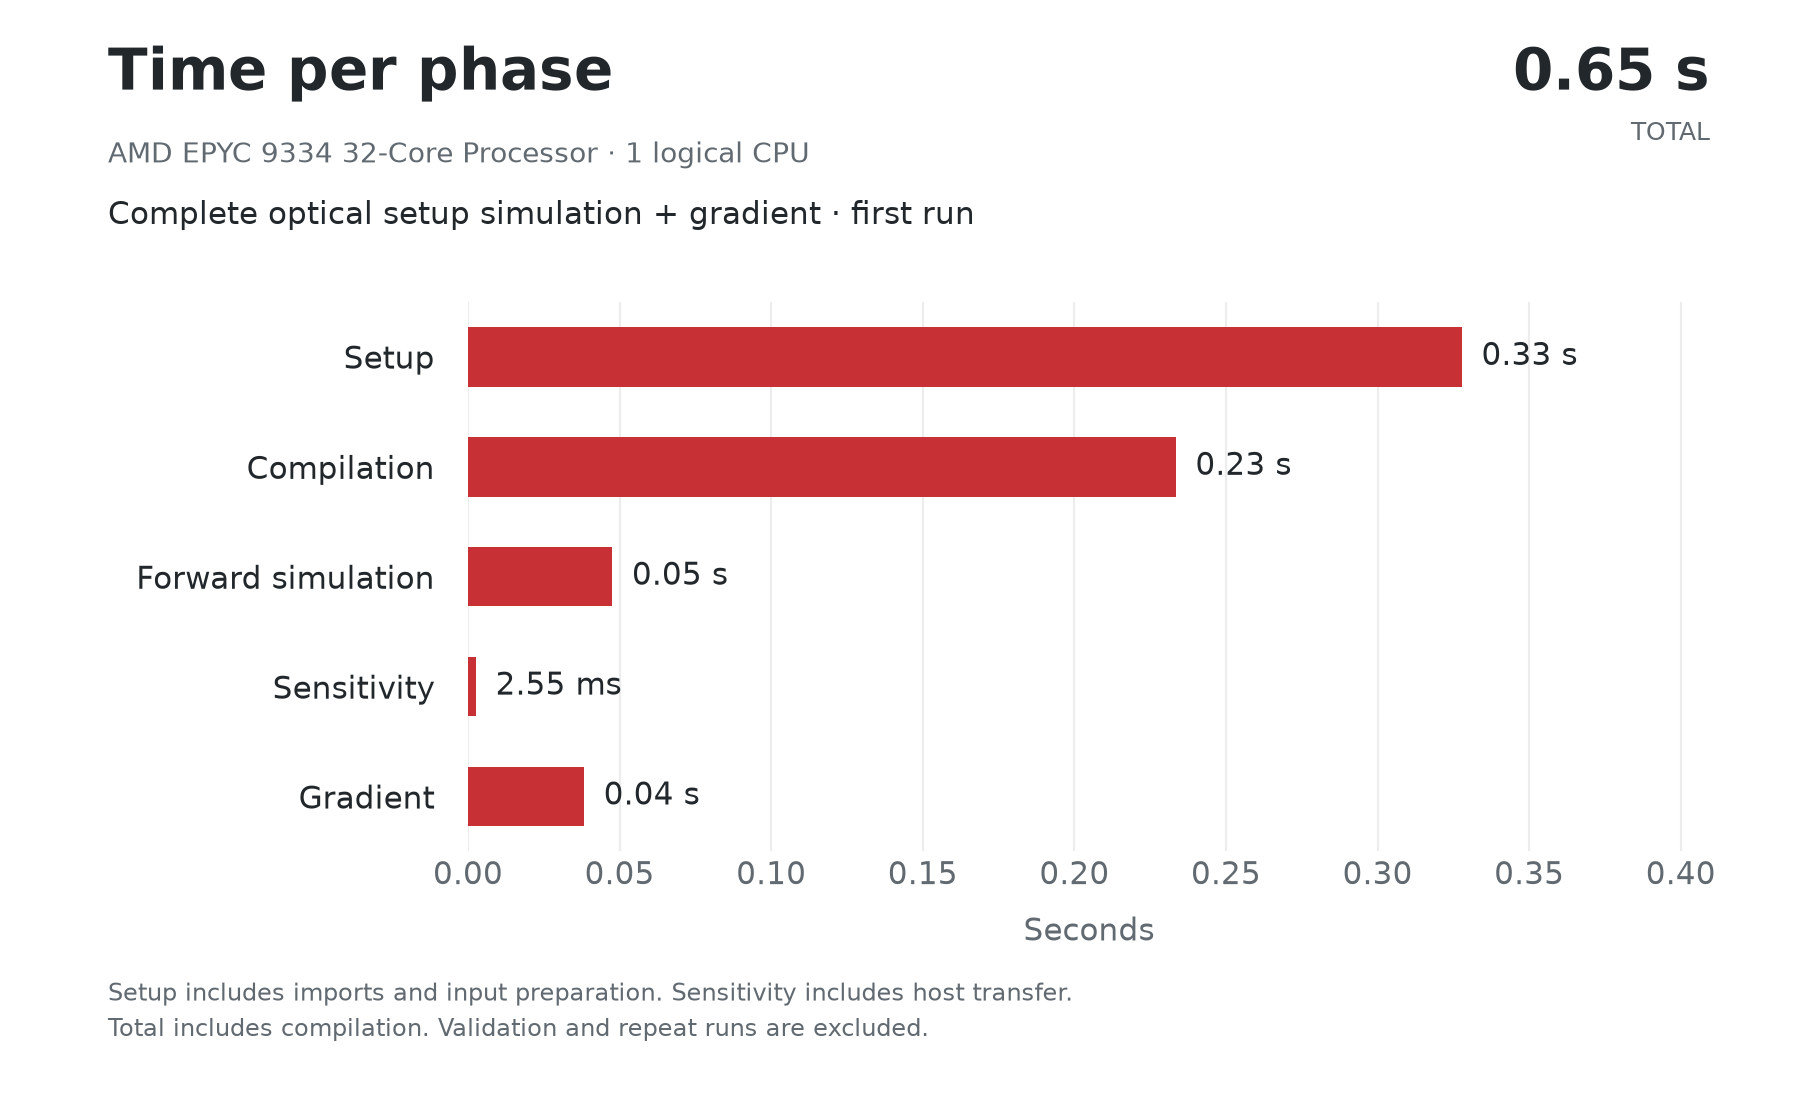 Time per phase
0.65 s
TOTAL
AMD EPYC 9334 32-Core Processor · 1 logical CPU
Complete optical setup simulation + gradient · first run
Setup
0.33 s
Compilation
0.23 s
Forward simulation
0.05 s
Sensitivity
2.55 ms
Gradient
0.04 s
0.00 0.05 0.10 0.15 0.20 0.25 0.30 0.35 0.40
Seconds
Setup includes imports and input preparation. Sensitivity includes host transfer.
Total includes compilation. Validation and repeat runs are excluded.